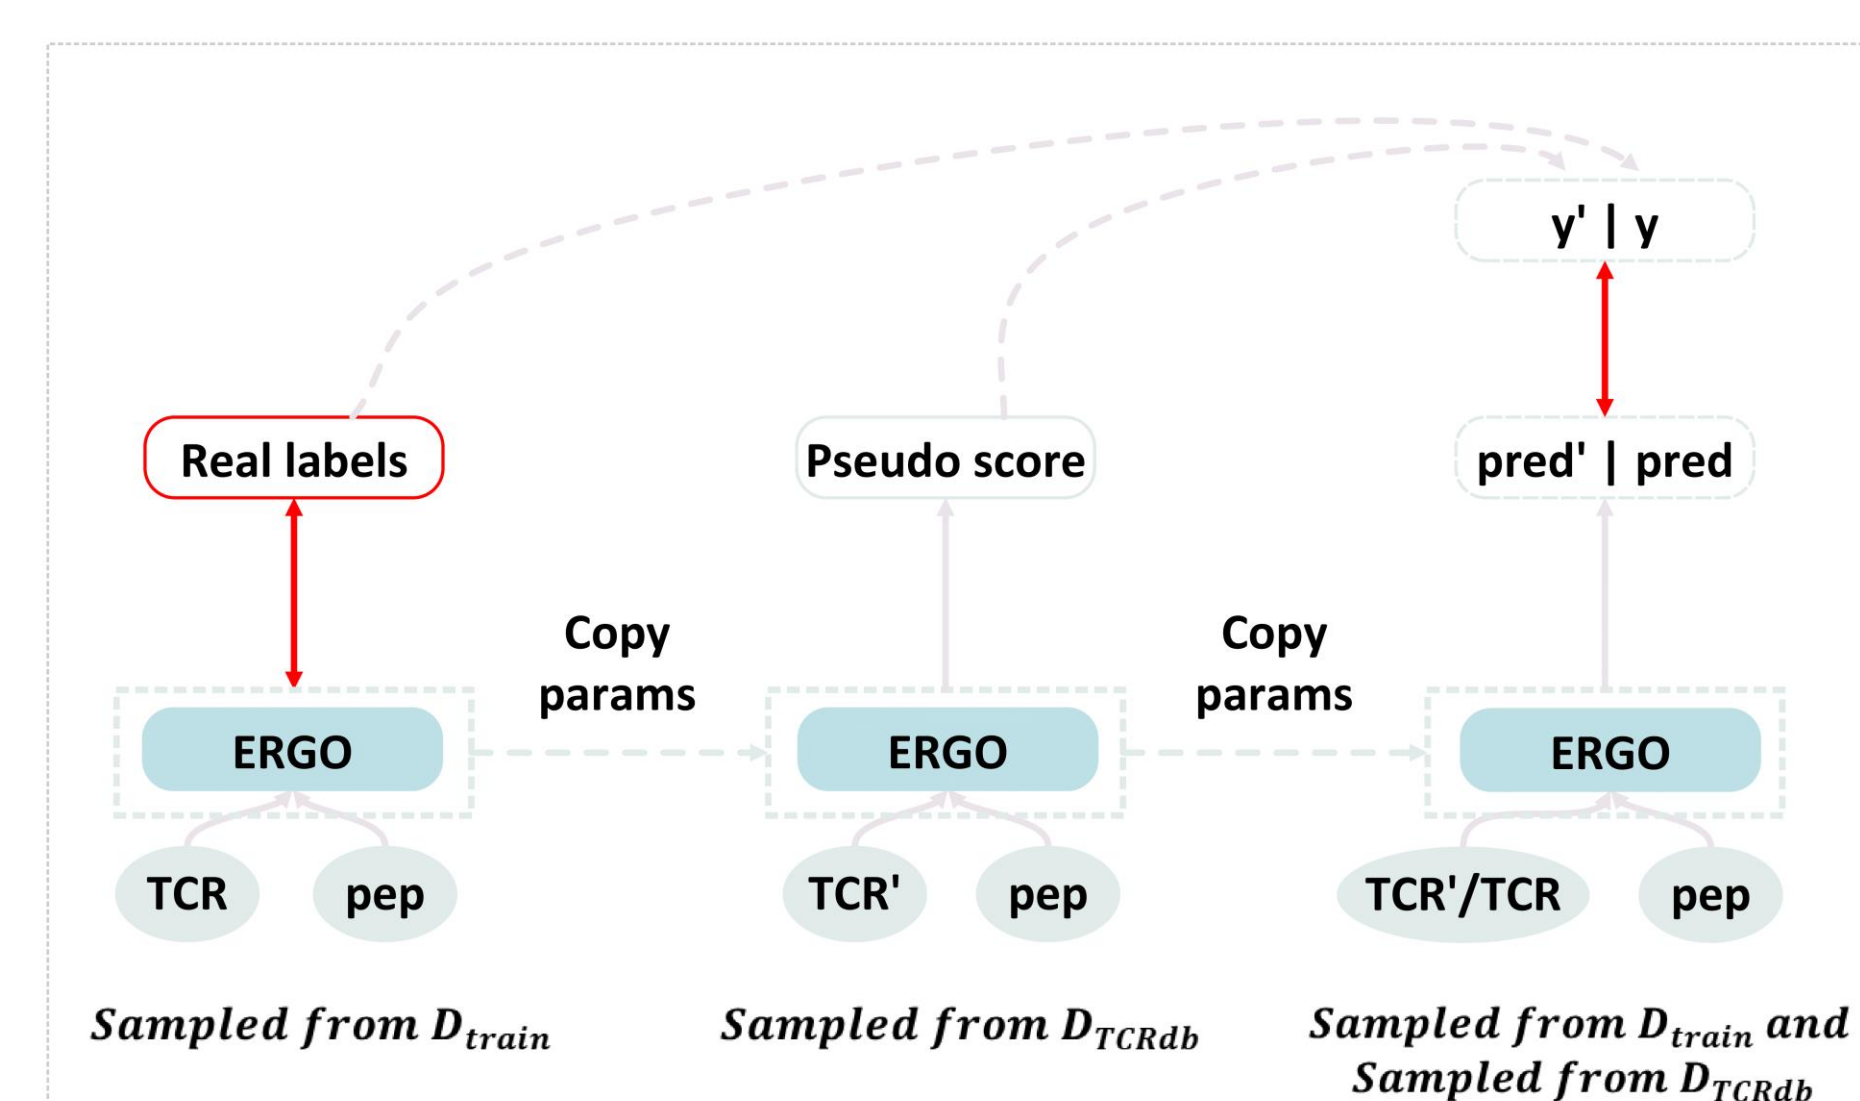 y' | y
Real labels
Pseudo score
pred' | pred
Copy
params
Copy
params
ERGO
ERGO
ERGO
TCR
pep
TCR'
pep
TCR'/TCR
pep
Sampled from D_train
Sampled from D_TCRdb
Sampled from D_train and
Sampled from D_TCRdb